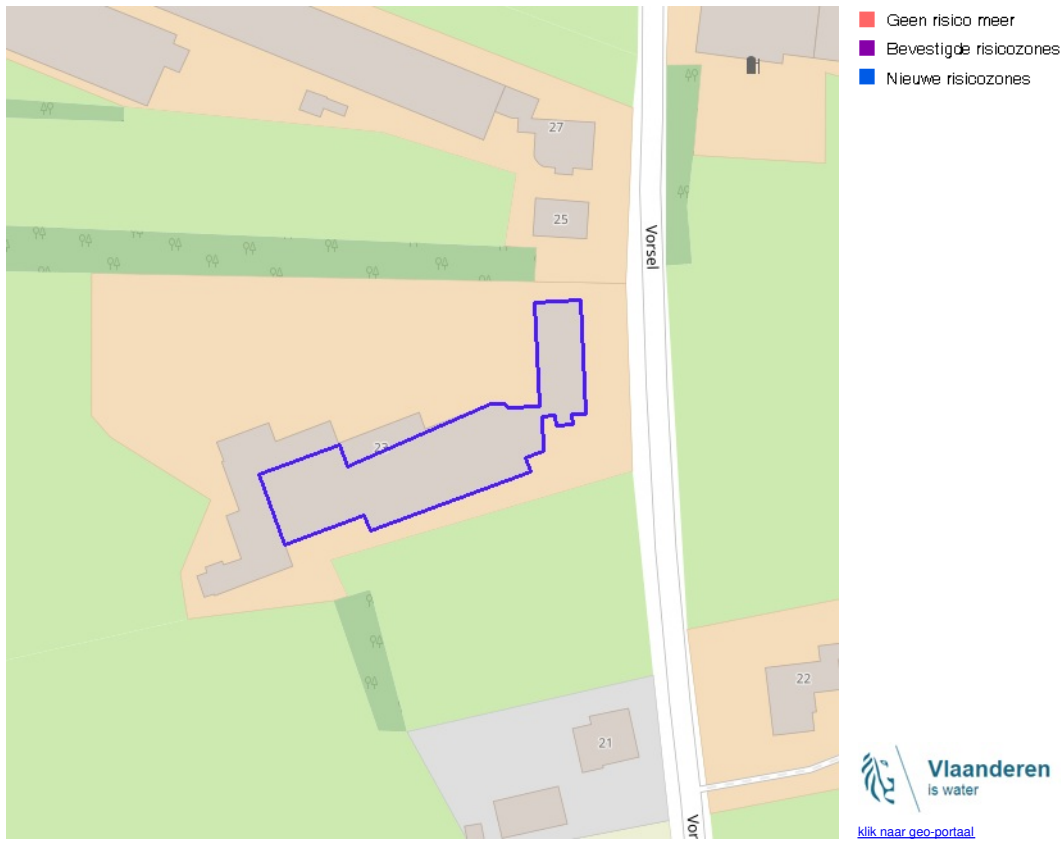 Geen risico meer
Bevestigde risicozones
Nieuwe risicozones
27
25
Vorsel
23
22
21
Vor
Vlaanderen
is water
klik naar geo-portaal